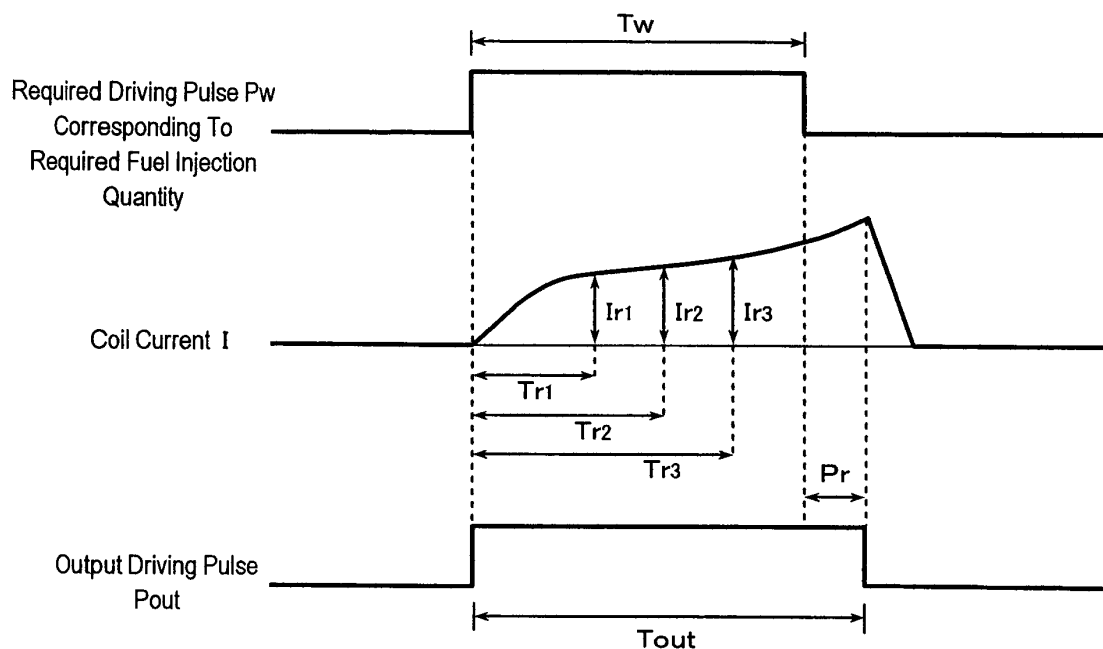 Tw
Required Driving Pulse Pw
Corresponding To
Required Fuel Injection
Quantity
Ir1
Ir2
Ir3
Coil Current I
Tr1
Tr2
Tr3
Pr
Output Driving Pulse
Pout
Tout